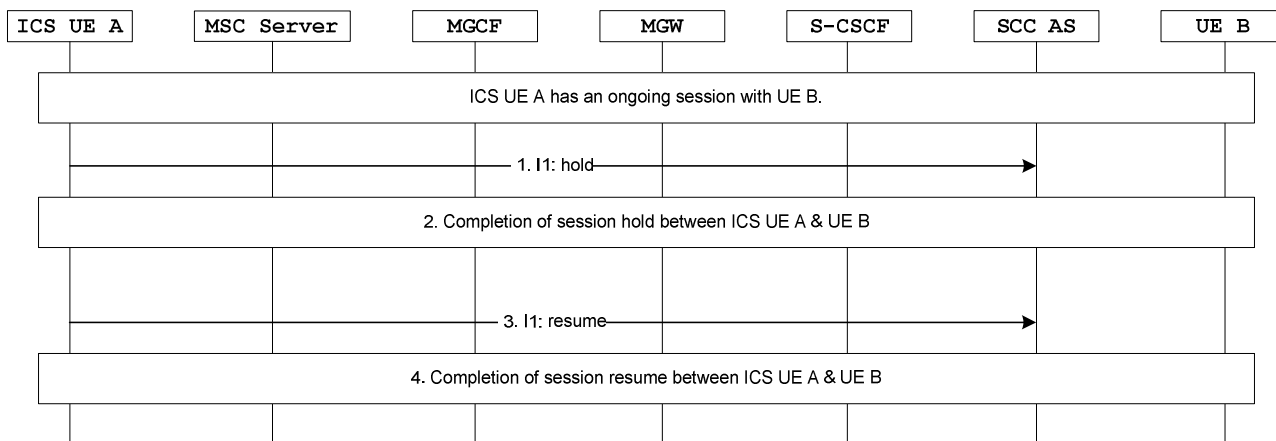 ICS UE A
MSC Server
MGCF
MGW
S-CSCF
SCC AS
UE B
ICS UE A has an ongoing session with UE B.
1. I1: hold
2. Completion of session hold between ICS UE A & UE B
3. I1: resume
4. Completion of session resume between ICS UE A & UE B